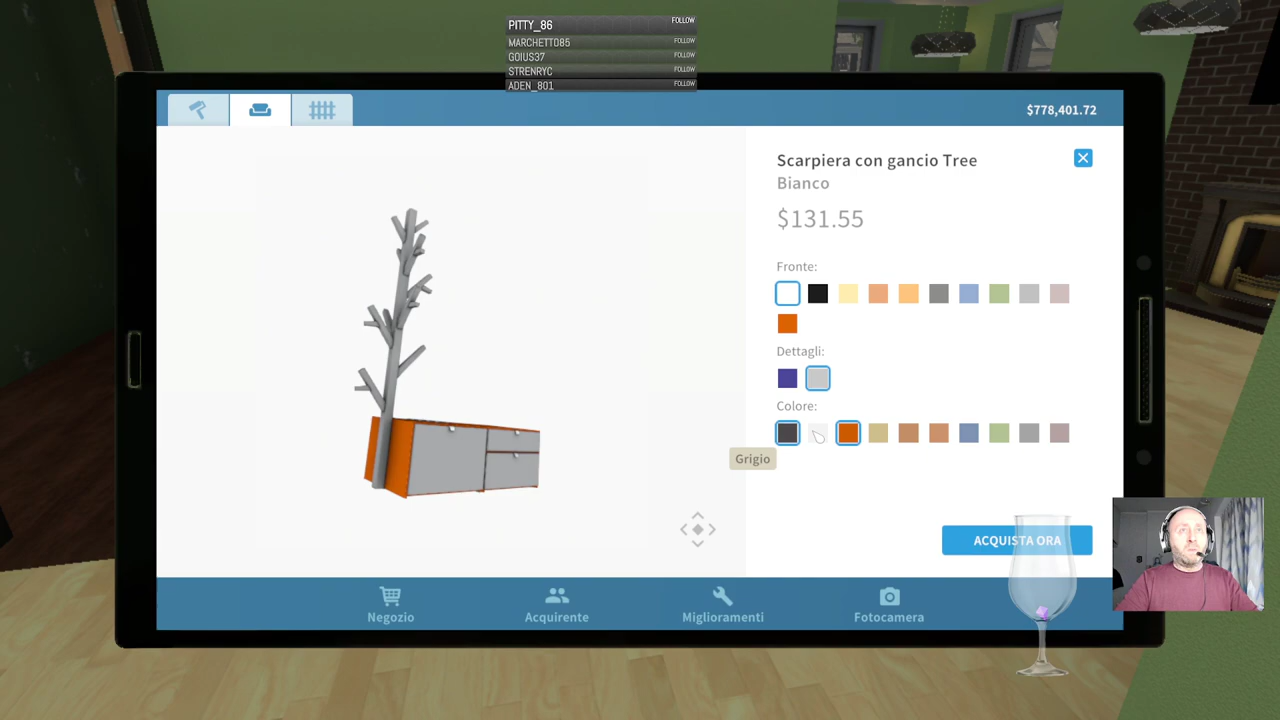 PITTY_86 FOLLOW
MARCHETTO85 FOLLOW
GOIUS37 FOLLOW
STRENRYC FOLLOW
ADEN_801 FOLLOW
$778,401.72
Scarpiera con gancio Tree
Bianco
$131.55
Fronte:
Dettagli:
Colore:
Grigio
ACQUISTA ORA
Negozio
Acquirente
Miglioramenti
Fotocamera